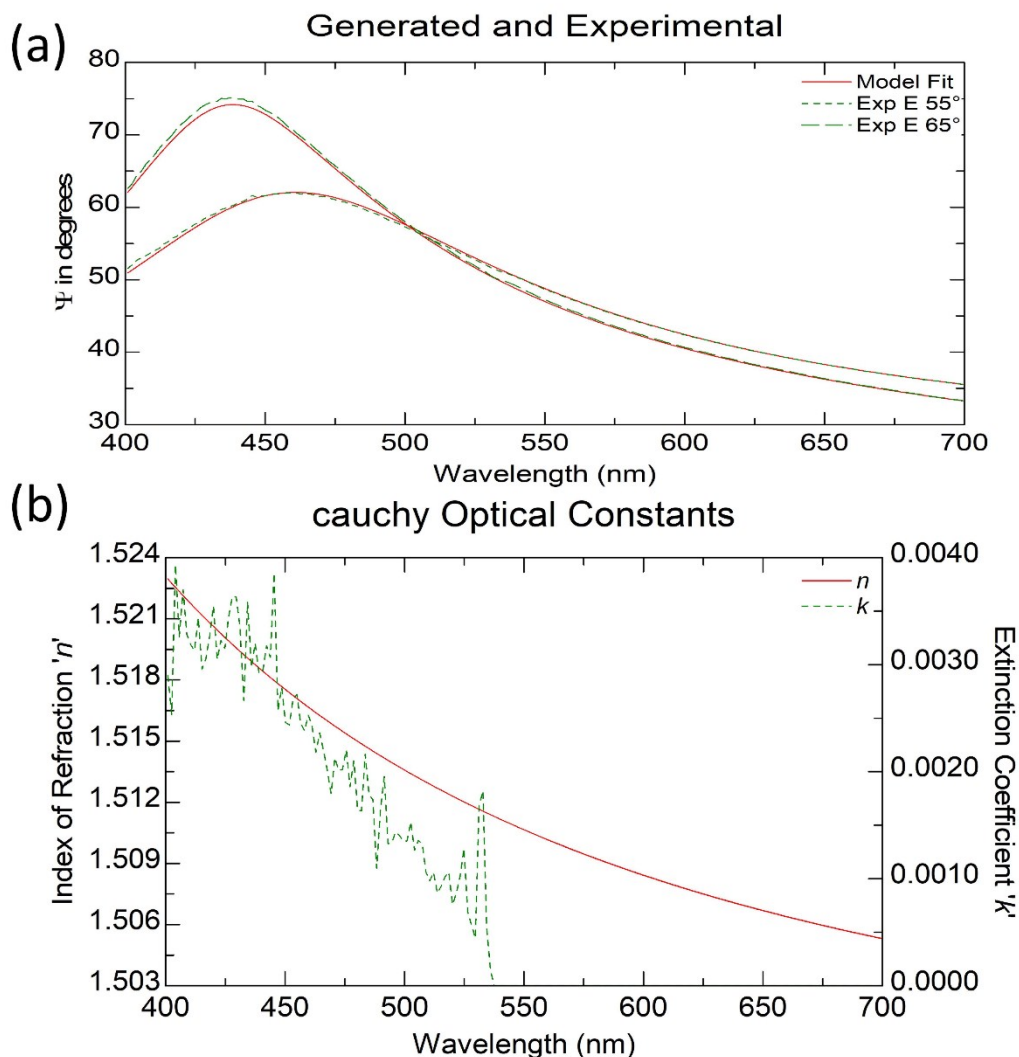 (a)
Generated and Experimental
80
70
60
50
40
30
Ψ in degrees
Model Fit
Exp E 55°
Exp E 65°
400 450 500 550 600 650 700
Wavelength (nm)
(b)
cauchy Optical Constants
1.524
1.521
1.518
1.515
1.512
1.509
1.506
1.503
Index of Refraction 'n'
n
k
0.0040
0.0030
0.0020
0.0010
0.0000
Extinction Coefficient 'k'
400 450 500 550 600 650 700
Wavelength (nm)